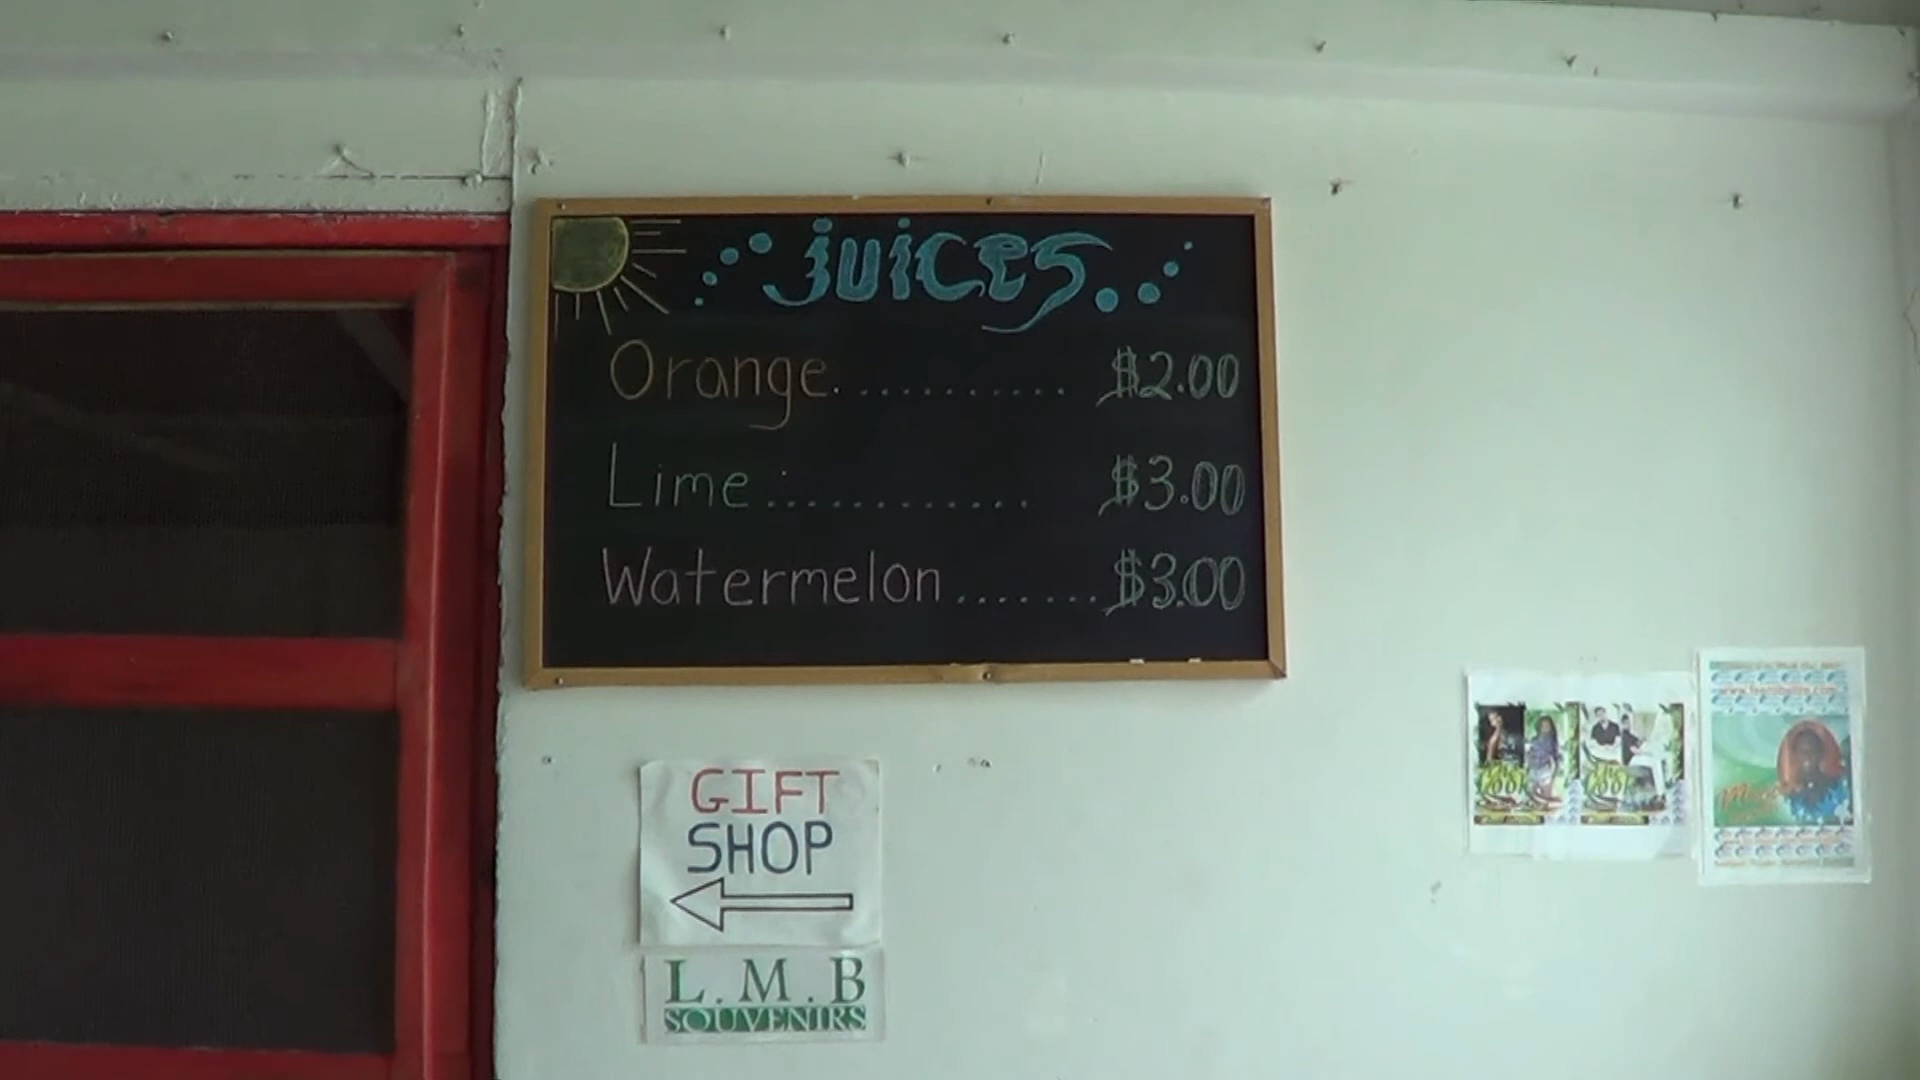 juices
Orange........... $2.00
Lime............. $3.00
Watermelon.......$3.00
GIFT
SHOP
L.M.B
SOUVENIRS